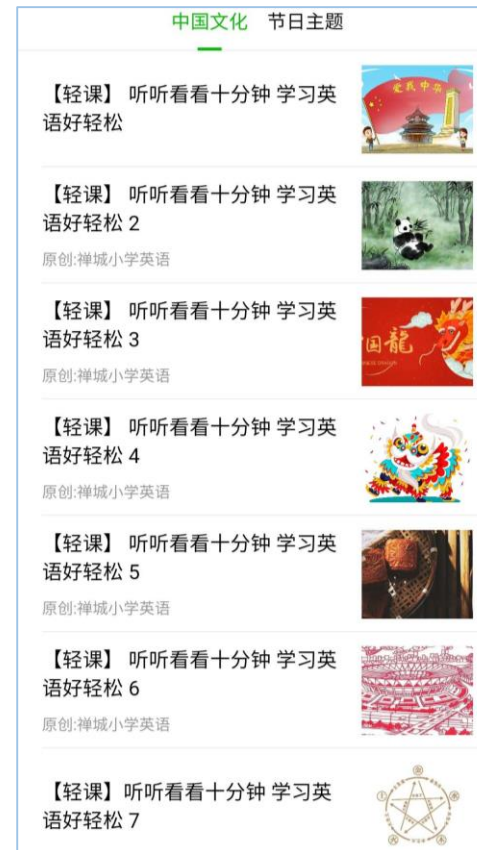 中国文化 节日主题
【轻课】 听听看看十分钟 学习英
语好轻松
爱我中华
【轻课】 听听看看十分钟 学习英
语好轻松 2
原创:禅城小学英语
【轻课】 听听看看十分钟 学习英
语好轻松 3
国龍
原创:禅城小学英语
【轻课】 听听看看十分钟 学习英
语好轻松 4
原创:禅城小学英语
【轻课】 听听看看十分钟 学习英
语好轻松 5
原创:禅城小学英语
【轻课】 听听看看十分钟 学习英
语好轻松 6
原创:禅城小学英语
【轻课】听听看看十分钟 学习英
语好轻松 7